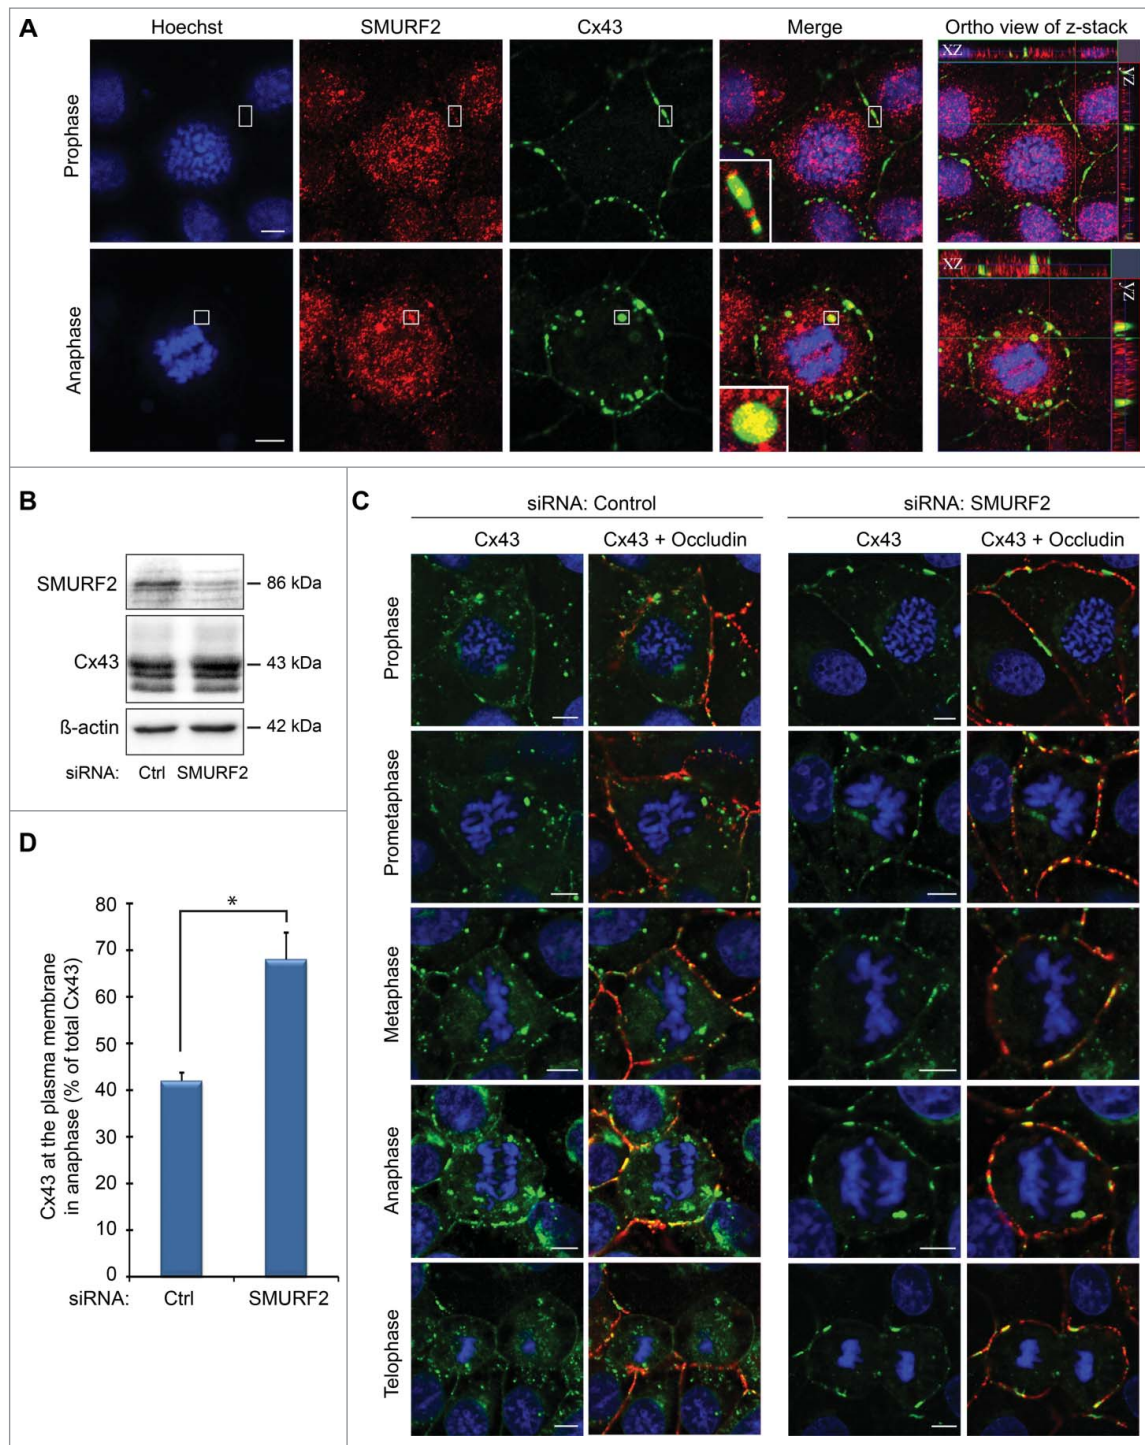 A
Hoechst SMURF2 Cx43 Merge Ortho view of z-stack
Prophase
XZ
YZ
Anaphase
XZ
YZ
B
SMURF2 86 kDa
Cx43 43 kDa
ß-actin 42 kDa
siRNA: Ctrl SMURF2
C
siRNA: Control siRNA: SMURF2
Cx43 Cx43 + Occludin Cx43 Cx43 + Occludin
Prophase
Prometaphase
Metaphase
Anaphase
Telophase
D
Cx43 at the plasma membrane
in anaphase (% of total Cx43)
80
70
60
50
40
30
20
10
0
*
siRNA: Ctrl SMURF2